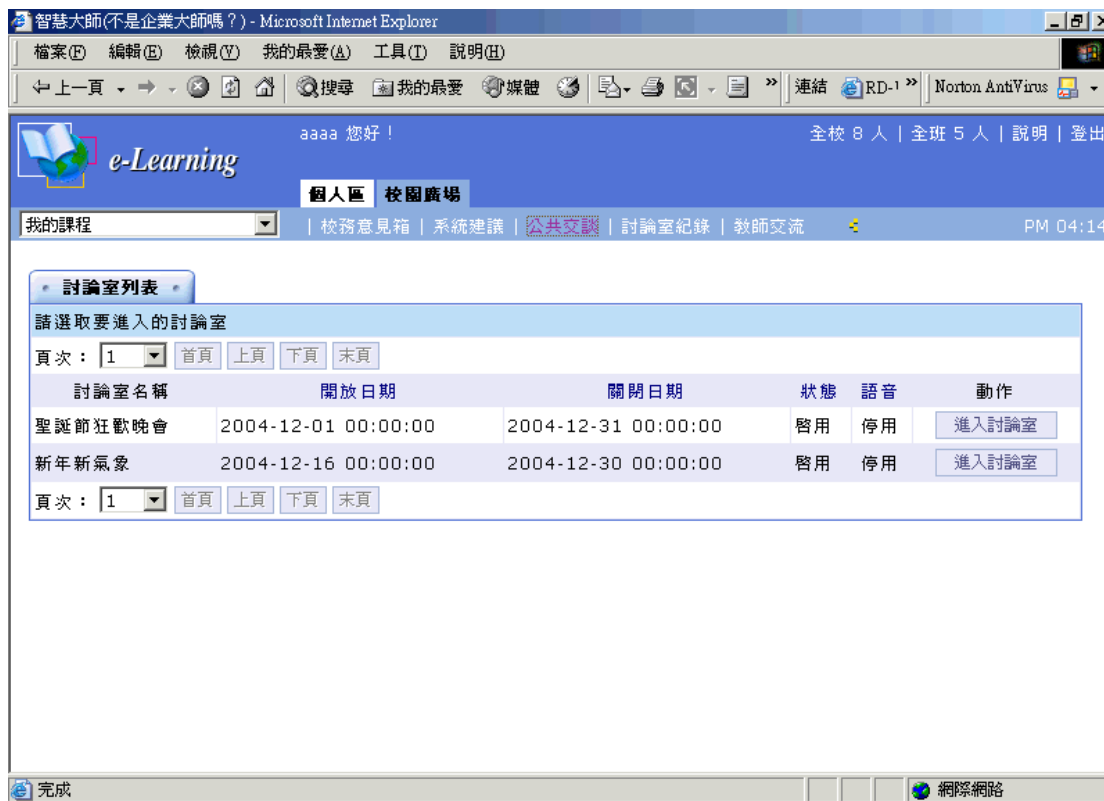 智慧大師(不是企業大師嗎？) - Microsoft Internet Explorer
檔案(F) 編輯(E) 檢視(V) 我的最愛(A) 工具(T) 說明(H)
上一頁 搜尋 我的最愛 媒體 » 連結 RD-1 » Norton AntiVirus
e-Learning
aaaa 您好！
全校 8 人 | 全班 5 人 | 說明 | 登出
個人區 校園廣場
我的課程 | 校務意見箱 | 系統建議 | 公共交談 | 討論室紀錄 | 教師交流 PM 04:14
討論室列表
請選取要進入的討論室
頁次： 1 首頁 上頁 下頁 末頁
討論室名稱 開放日期 關閉日期 狀態 語音 動作
聖誕節狂歡晚會 2004-12-01 00:00:00 2004-12-31 00:00:00 啓用 停用 進入討論室
新年新氣象 2004-12-16 00:00:00 2004-12-30 00:00:00 啓用 停用 進入討論室
頁次： 1 首頁 上頁 下頁 末頁
完成 網際網路